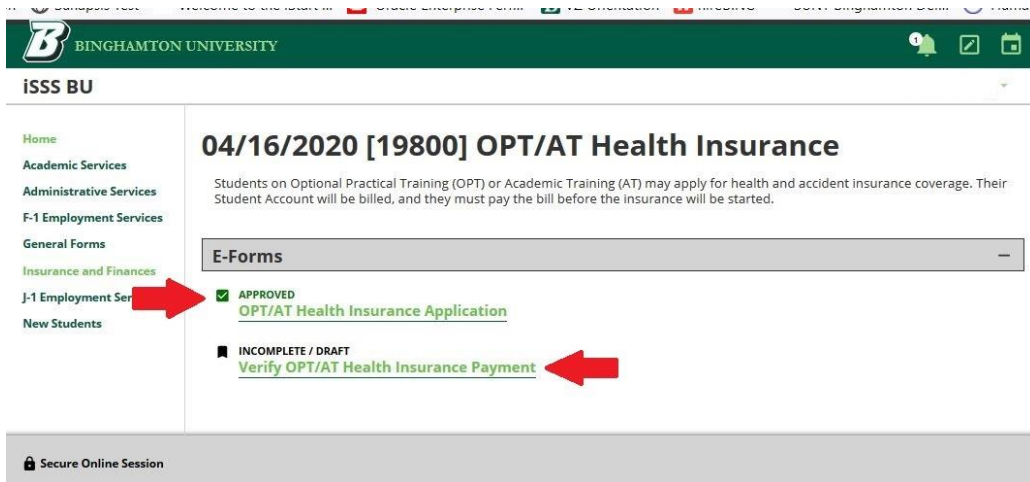 BINGHAMTON UNIVERSITY
1
iSSS BU
Home
Academic Services
Administrative Services
F-1 Employment Services
General Forms
Insurance and Finances
J-1 Employment Ser
New Students
04/16/2020 [19800] OPT/AT Health Insurance
Students on Optional Practical Training (OPT) or Academic Training (AT) may apply for health and accident insurance coverage. Their
Student Account will be billed, and they must pay the bill before the insurance will be started.
E-Forms
APPROVED
OPT/AT Health Insurance Application
INCOMPLETE / DRAFT
Verify OPT/AT Health Insurance Payment
Secure Online Session